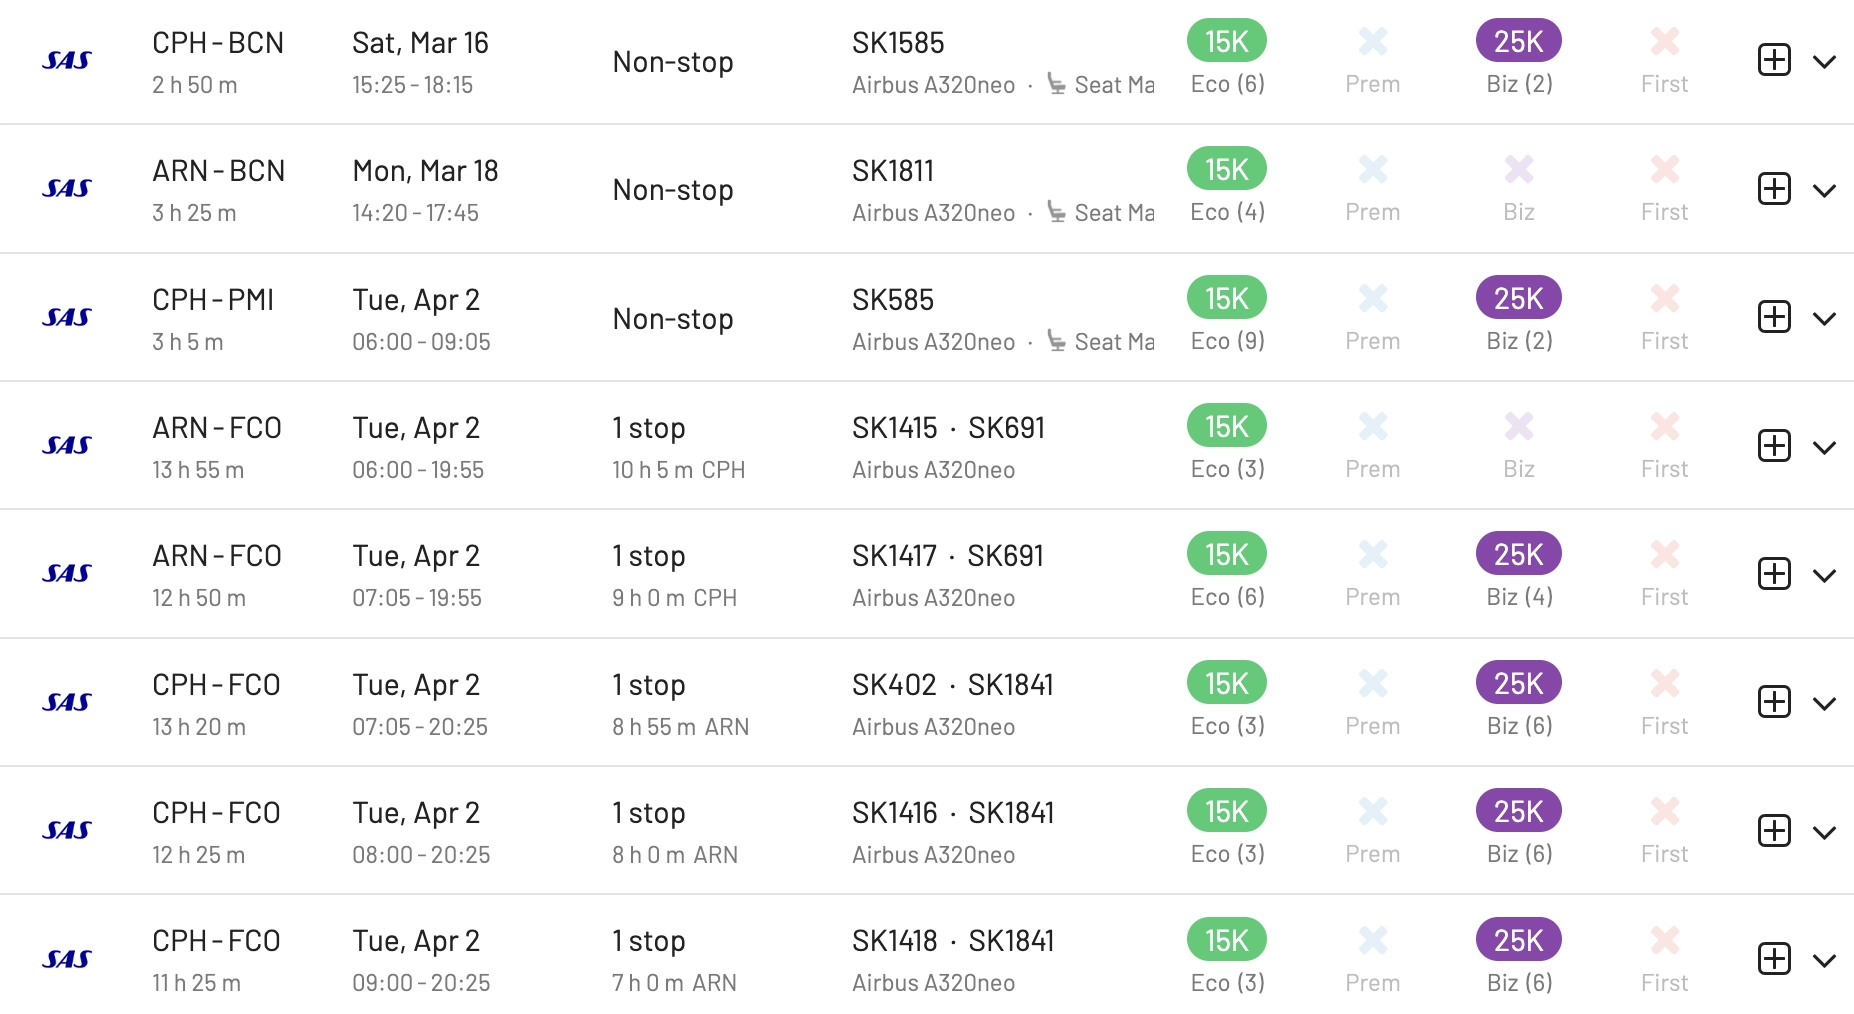 SAS CPH - BCN Sat, Mar 16 Non-stop SK1585 15K 25K
2 h 50 m 15:25 - 18:15 Airbus A320neo · Seat Ma Eco (6) Prem Biz (2) First
SAS ARN - BCN Mon, Mar 18 Non-stop SK1811 15K
3 h 25 m 14:20 - 17:45 Airbus A320neo · Seat Ma Eco (4) Prem Biz First
SAS CPH - PMI Tue, Apr 2 Non-stop SK585 15K 25K
3 h 5 m 06:00 - 09:05 Airbus A320neo · Seat Ma Eco (9) Prem Biz (2) First
SAS ARN - FCO Tue, Apr 2 1 stop SK1415 · SK691 15K
13 h 55 m 06:00 - 19:55 10 h 5 m CPH Airbus A320neo Eco (3) Prem Biz First
SAS ARN - FCO Tue, Apr 2 1 stop SK1417 · SK691 15K 25K
12 h 50 m 07:05 - 19:55 9 h 0 m CPH Airbus A320neo Eco (6) Prem Biz (4) First
SAS CPH - FCO Tue, Apr 2 1 stop SK402 · SK1841 15K 25K
13 h 20 m 07:05 - 20:25 8 h 55 m ARN Airbus A320neo Eco (3) Prem Biz (6) First
SAS CPH - FCO Tue, Apr 2 1 stop SK1416 · SK1841 15K 25K
12 h 25 m 08:00 - 20:25 8 h 0 m ARN Airbus A320neo Eco (3) Prem Biz (6) First
SAS CPH - FCO Tue, Apr 2 1 stop SK1418 · SK1841 15K 25K
11 h 25 m 09:00 - 20:25 7 h 0 m ARN Airbus A320neo Eco (3) Prem Biz (6) First